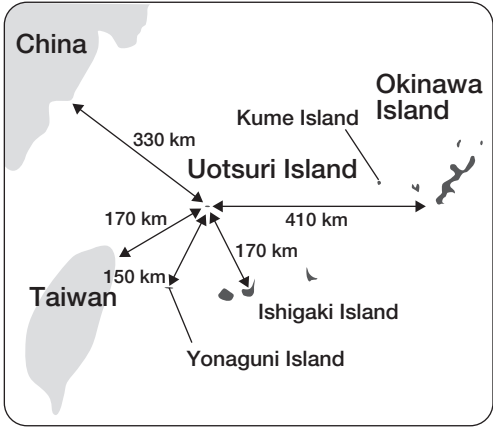 China
Okinawa
Island
Kume Island
330 km
Uotsuri Island
170 km
410 km
170 km
150 km
Taiwan
Ishigaki Island
Yonaguni Island